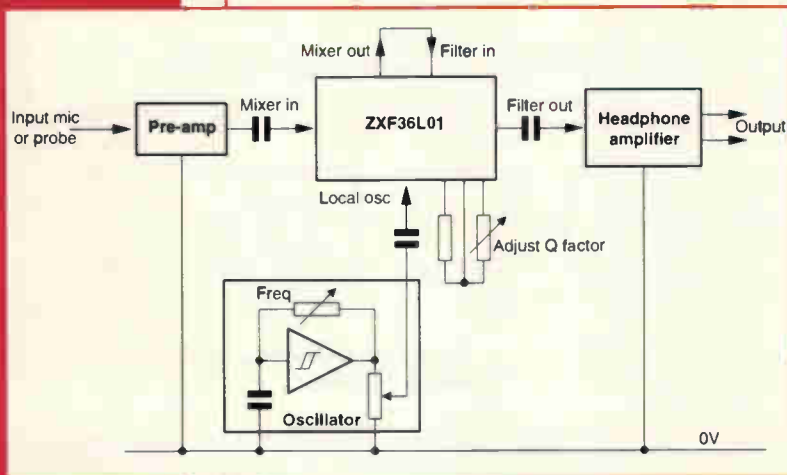 Mixer out
Filter in
Input mic
or probe
Pre-amp
Mixer in
ZXF36L01
Filter out
Headphone
amplifier
Output
Local osc
Adjust Q factor
Freq
Oscillator
0V